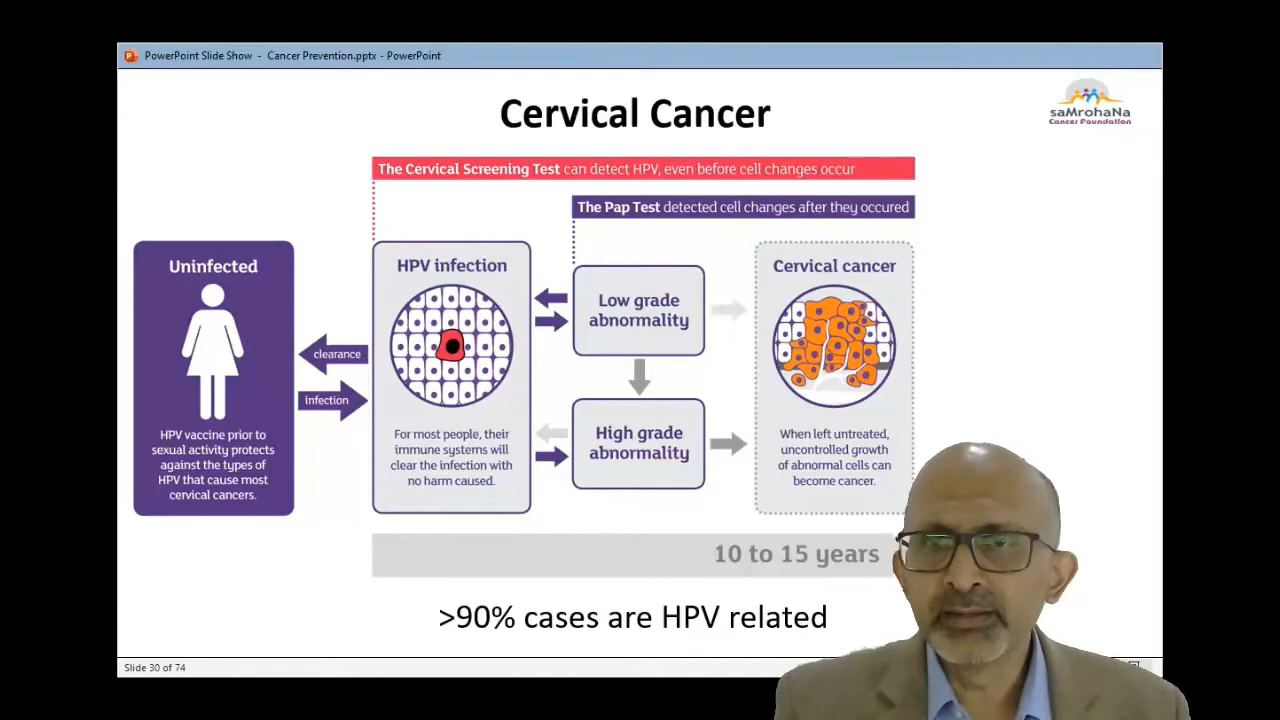 PowerPoint Slide Show - Cancer Prevention.pptx - PowerPoint
Cervical Cancer
saMrohaNa
Cancer Foundation
The Cervical Screening Test can detect HPV, even before cell changes occur
The Pap Test detected cell changes after they occured
Uninfected
HPV vaccine prior to
sexual activity protects
against the types of
HPV that cause most
cervical cancers.
clearance
infection
HPV infection
For most people, their
immune systems will
clear the infection with
no harm caused.
Low grade
abnormality
High grade
abnormality
Cervical cancer
When left untreated,
uncontrolled growth
of abnormal cells can
become cancer.
10 to 15 years
>90% cases are HPV related
Slide 30 of 74